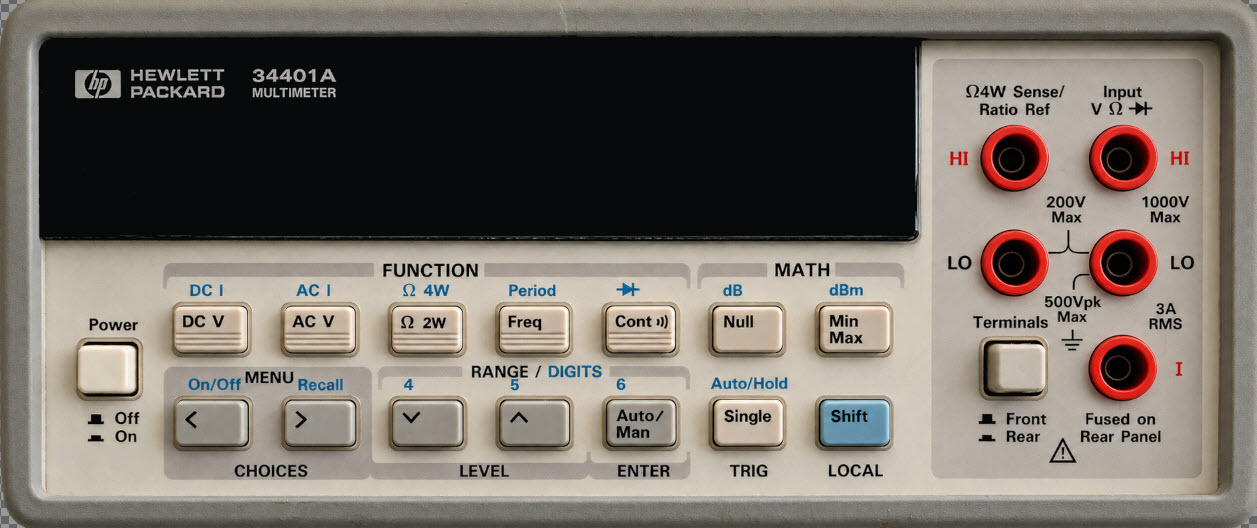 hp HEWLETT PACKARD
34401A
MULTIMETER
Ω4W Sense/
Ratio Ref
Input
V Ω
HI
HI
200V
Max
1000V
Max
LO
LO
500Vpk
Max
3A
RMS
Terminals
I
Front
Rear
Fused on
Rear Panel
FUNCTION
MATH
DC I
AC I
Ω 4W
Period
dB
dBm
Power
DC V
AC V
Ω 2W
Freq
Cont
Null
Min
Max
RANGE / DIGITS
On/Off
MENU
Recall
4
5
6
Auto/Hold
<
>
Auto/
Man
Single
Shift
Off
On
CHOICES
LEVEL
ENTER
TRIG
LOCAL